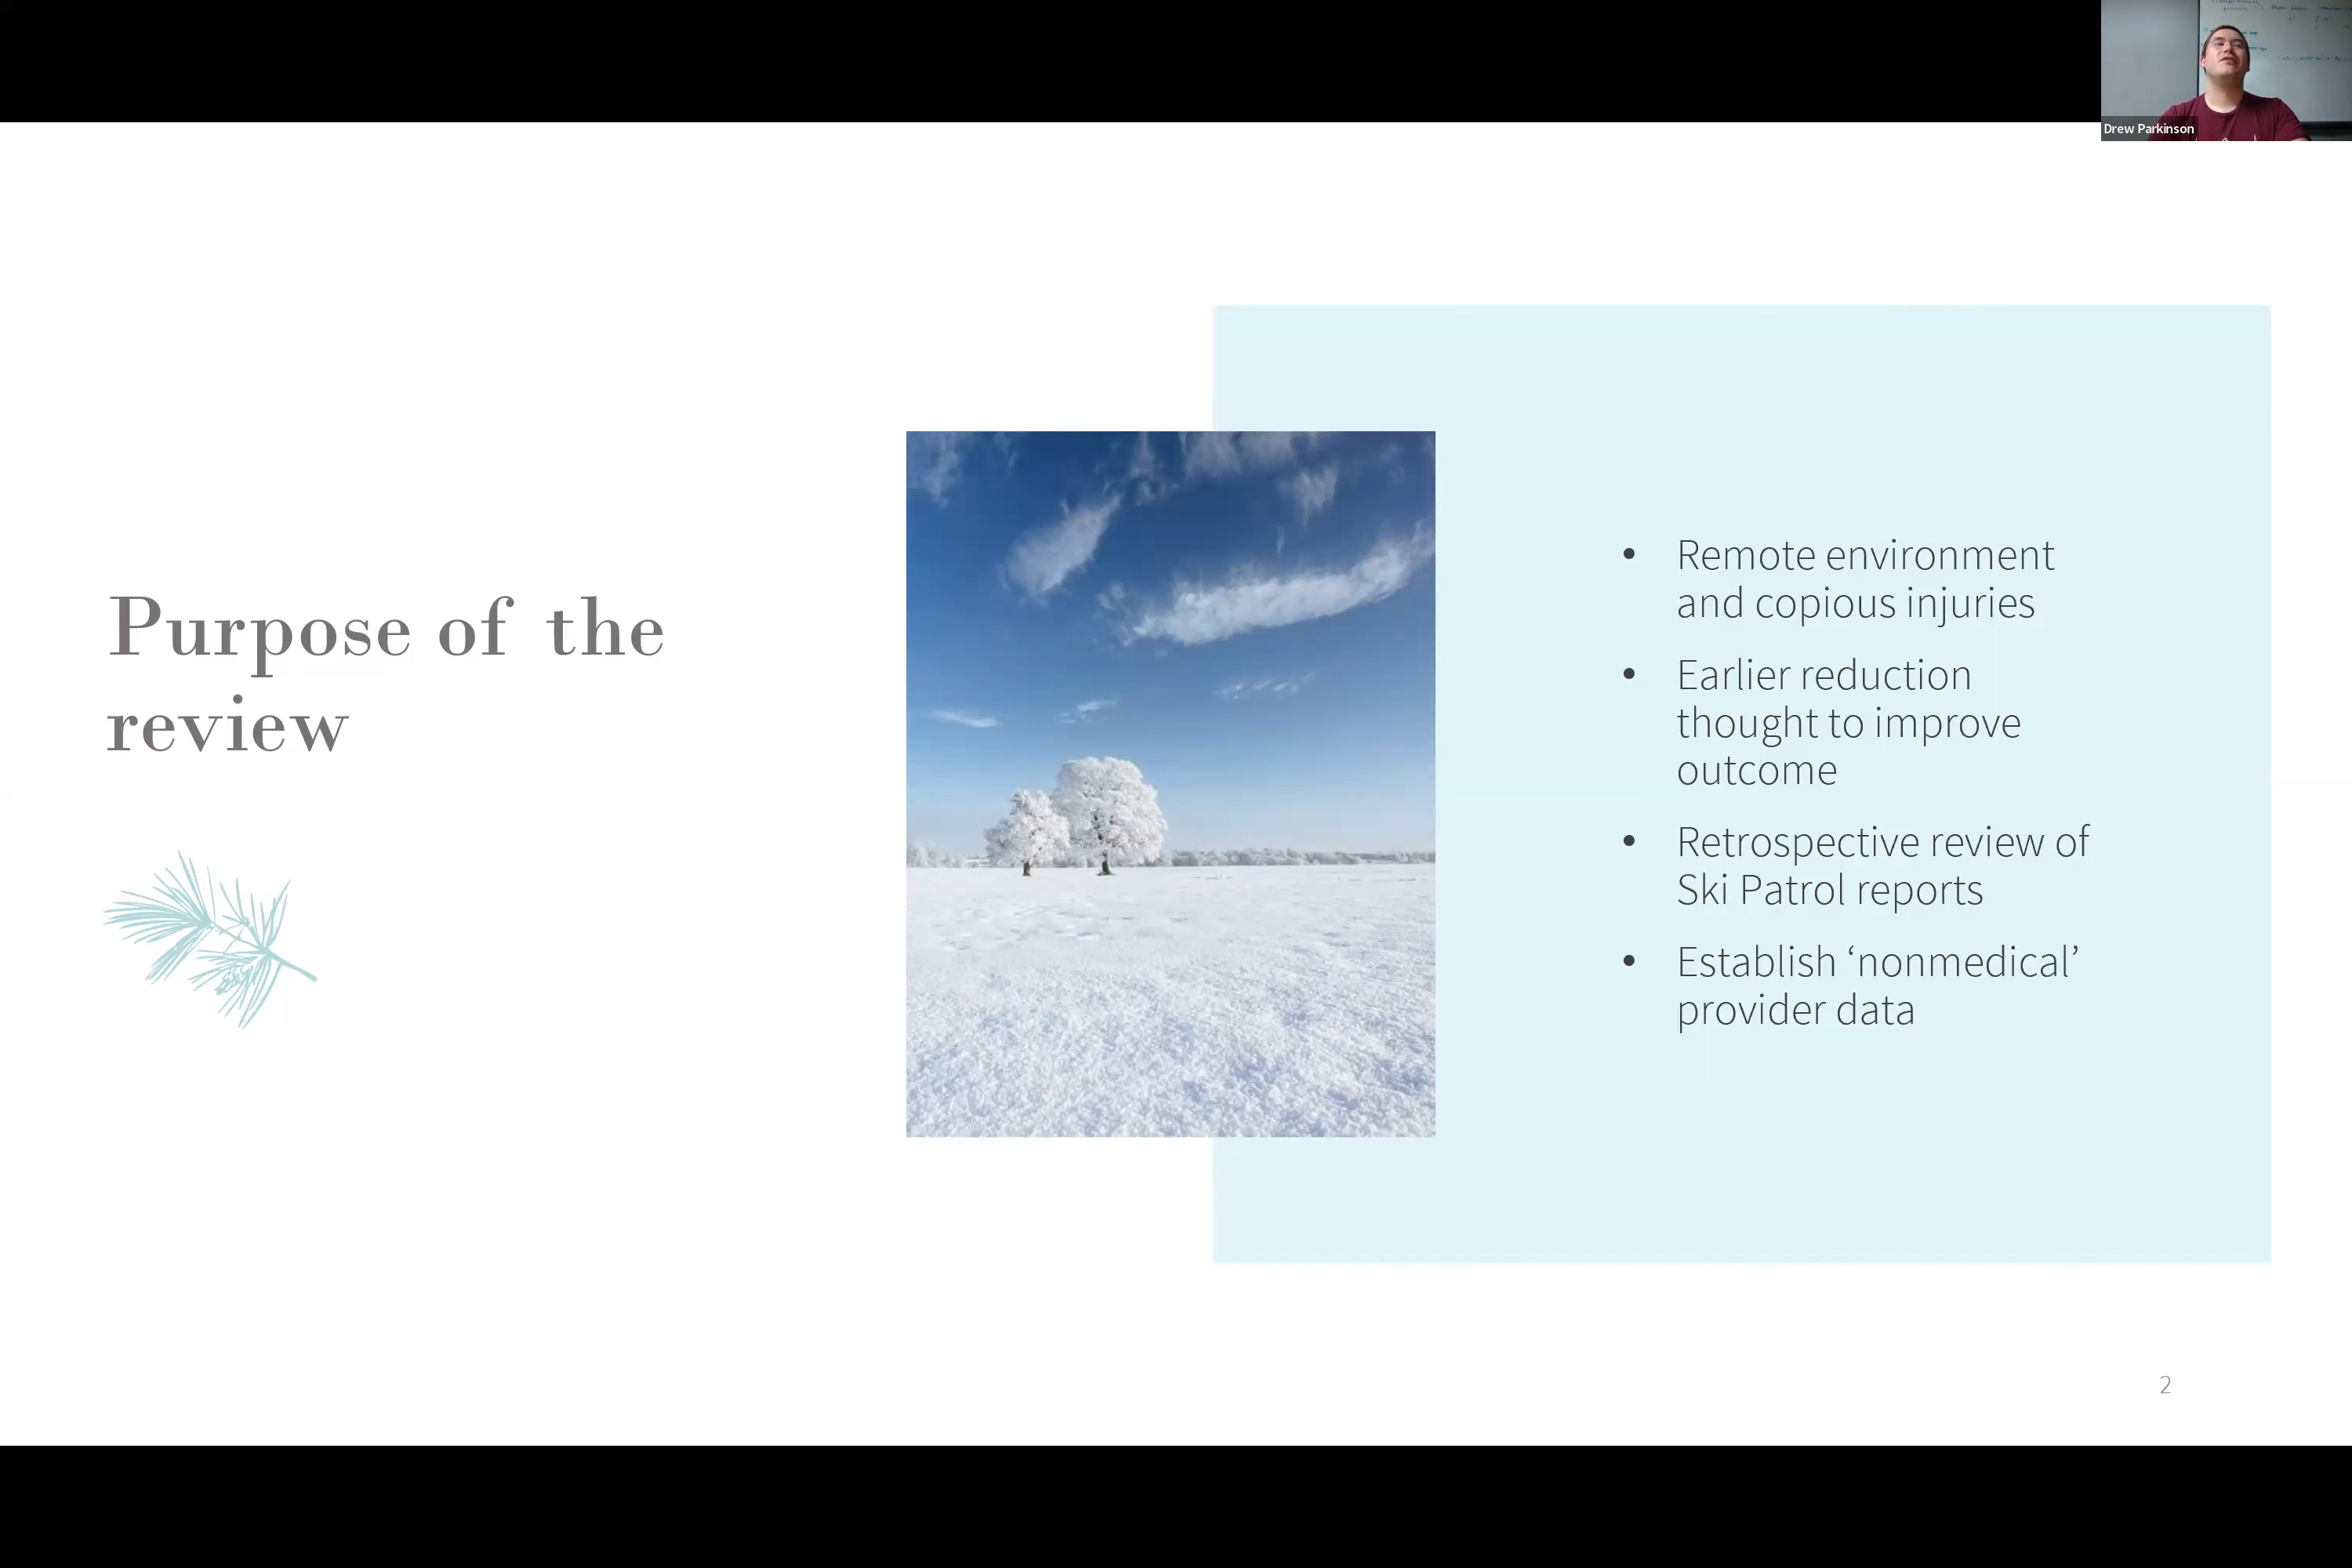 Drew Parkinson
Purpose of the
review
• Remote environment
and copious injuries
• Earlier reduction
thought to improve
outcome
• Retrospective review of
Ski Patrol reports
• Establish ‘nonmedical’
provider data
2